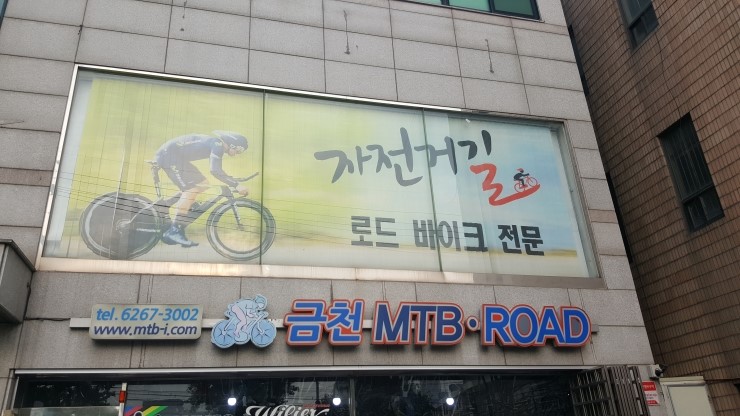 자전거길
로드 바이크 전문
tel. 6267-3002
www.mtb-i.com
금천 MTB·ROAD
Wilier